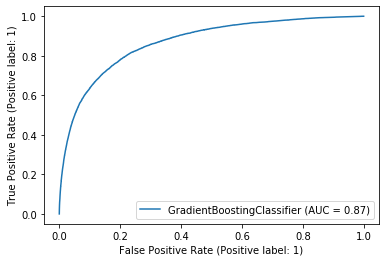 1.0
0.8
0.6
0.4
0.2
0.0
True Positive Rate (Positive label: 1)
GradientBoostingClassifier (AUC = 0.87)
0.0 0.2 0.4 0.6 0.8 1.0
False Positive Rate (Positive label: 1)